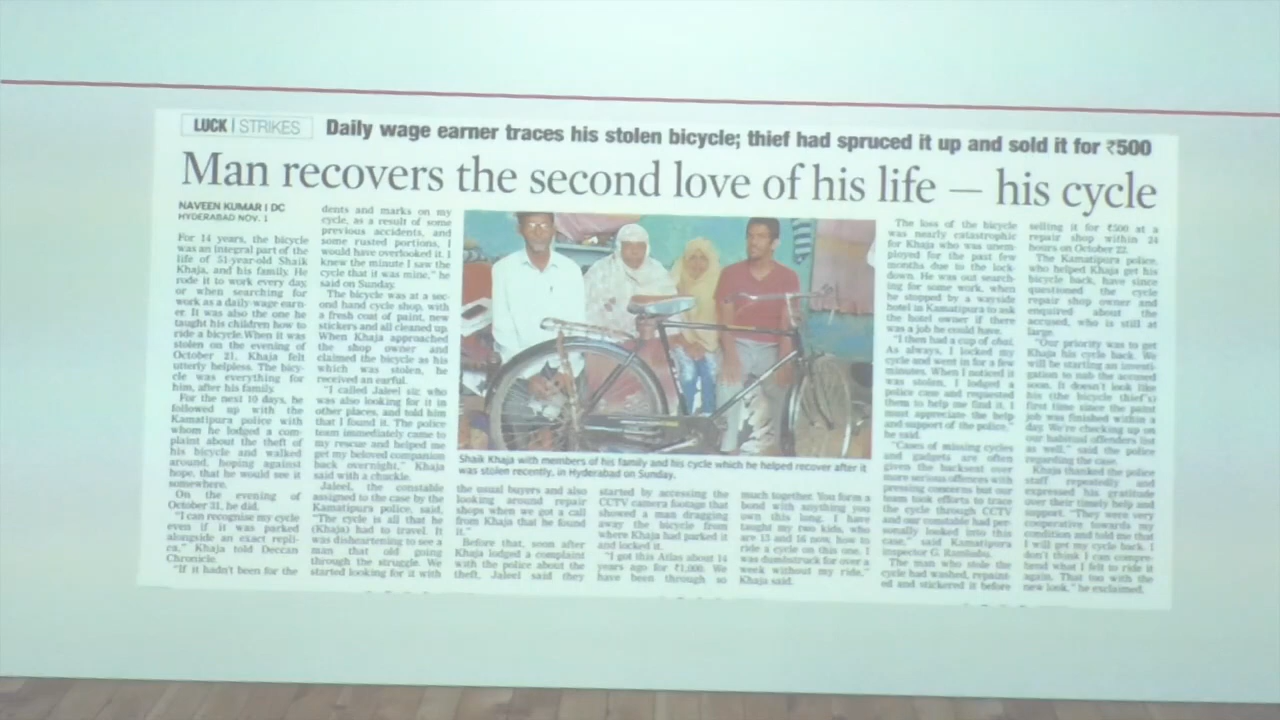 LUCK | STRIKES
Daily wage earner traces his stolen bicycle; thief had spruced it up and sold it for ₹500
Man recovers the second love of his life — his cycle
NAVEEN KUMAR I DC
HYDERABAD NOV. 1
For 14 years, the bicycle
was an integral part of the
life of 51-year-old Shaik
Khaja, and his family. He
rode it to work every day,
or when searching for
work as a daily wage earn-
er. It was also the one he
taught his children how to
ride a bicycle. When it was
stolen on the evening of
October 21, Khaja felt
utterly helpless. The bicy-
cle was everything for
him, after his family.
For the next 10 days, he
followed up with the
Kamatipura police with
whom he lodged a com-
plaint about the theft of
his bicycle and walked
around, hoping against
hope, that he would see it
somewhere.
On the evening of
October 31, he did.
"I can recognise my cycle
even if it was parked
alongside an exact repli-
ca," Khaja told Deccan
Chronicle.
"If it hadn't been for the
dents and marks on my
cycle, as a result of some
previous accidents, and
some rusted portions, I
would have overlooked it. I
knew the minute I saw the
cycle that it was mine," he
said on Sunday.
The bicycle was at a sec-
ond hand cycle shop, with
a fresh coat of paint, new
stickers and all cleaned up.
When Khaja approached
the shop owner and
claimed the bicycle as his
which was stolen, he
received an earful.
"I called Jaleel sir, who
was also looking for it in
other places, and told him
that I found it. The police
team immediately came to
my rescue and helped me
get my beloved companion
back overnight," Khaja
said with a chuckle.
Jaleel, the constable
assigned to the case by the
Kamatipura police, said,
"The cycle is all that he
(Khaja) had to travel. It
was disheartening to see a
man that old going
through the struggle. We
started looking for it with
Shaik Khaja with members of his family and his cycle which he helped recover after it
was stolen recently, in Hyderabad on Sunday.
the usual buyers and also
looking around repair
shops when we got a call
from Khaja that he found
it."
Before that, soon after
Khaja lodged a complaint
with the police about the
theft, Jaleel said they
started by accessing the
CCTV camera footage that
showed a man dragging
away the bicycle from
where Khaja had parked it
and locked it.
"I got this Atlas about 14
years ago for ₹1,000. We
have been through so
much together. You form a
bond with anything you
own this long. I have
taught my two kids, who
are 13 and 16 now, how to
ride a cycle on this one. I
was dumbstruck for over a
week without my ride,"
Khaja said.
The loss of the bicycle
was nearly catastrophic
for Khaja who was unem-
ployed for the past few
months due to the lock-
down. He was out search-
ing for some work, when
he stopped by a wayside
hotel in Kamatipura to ask
the hotel owner if there
was a job he could have.
"I then had a cup of chai.
As always, I locked my
cycle and went in for a few
minutes. When I noticed it
was stolen, I lodged a
police case and requested
them to help me find it. I
must appreciate the help
and support of the police,"
he said.
"Cases of missing cycles
and gadgets are often
given the backseat over
more serious offences with
pressing concerns but our
team took efforts to trace
the cycle through CCTV
and our constable had per-
sonally looked into this
case," said Kamatipura
inspector G.
The man who stole the
cycle had washed, repaint-
ed and stickered it before
selling it for ₹500 at a
repair shop within 24
hours on October 22.
The Kamatipura police,
who helped Khaja get his
bicycle back, have since
questioned the cycle
repair shop owner and
enquired about the
accused, who is still at
large.
"Our priority was to get
Khaja his cycle back. We
will be starting an investi-
gation to nab the accused
soon. It doesn't look like
his (the bicycle thief's)
first time since the paint
job was finished within a
day. We're checking up on
our habitual offenders list
as well," said the police
regarding the case.
Khaja thanked the police
staff repeatedly and
expressed his gratitude
over the timely help and
support. "They were very
cooperative towards my
condition and told me that
I will get my cycle back. I
don't think I can compre-
hend what I felt to ride it
again. That too with the
new look," he exclaimed.